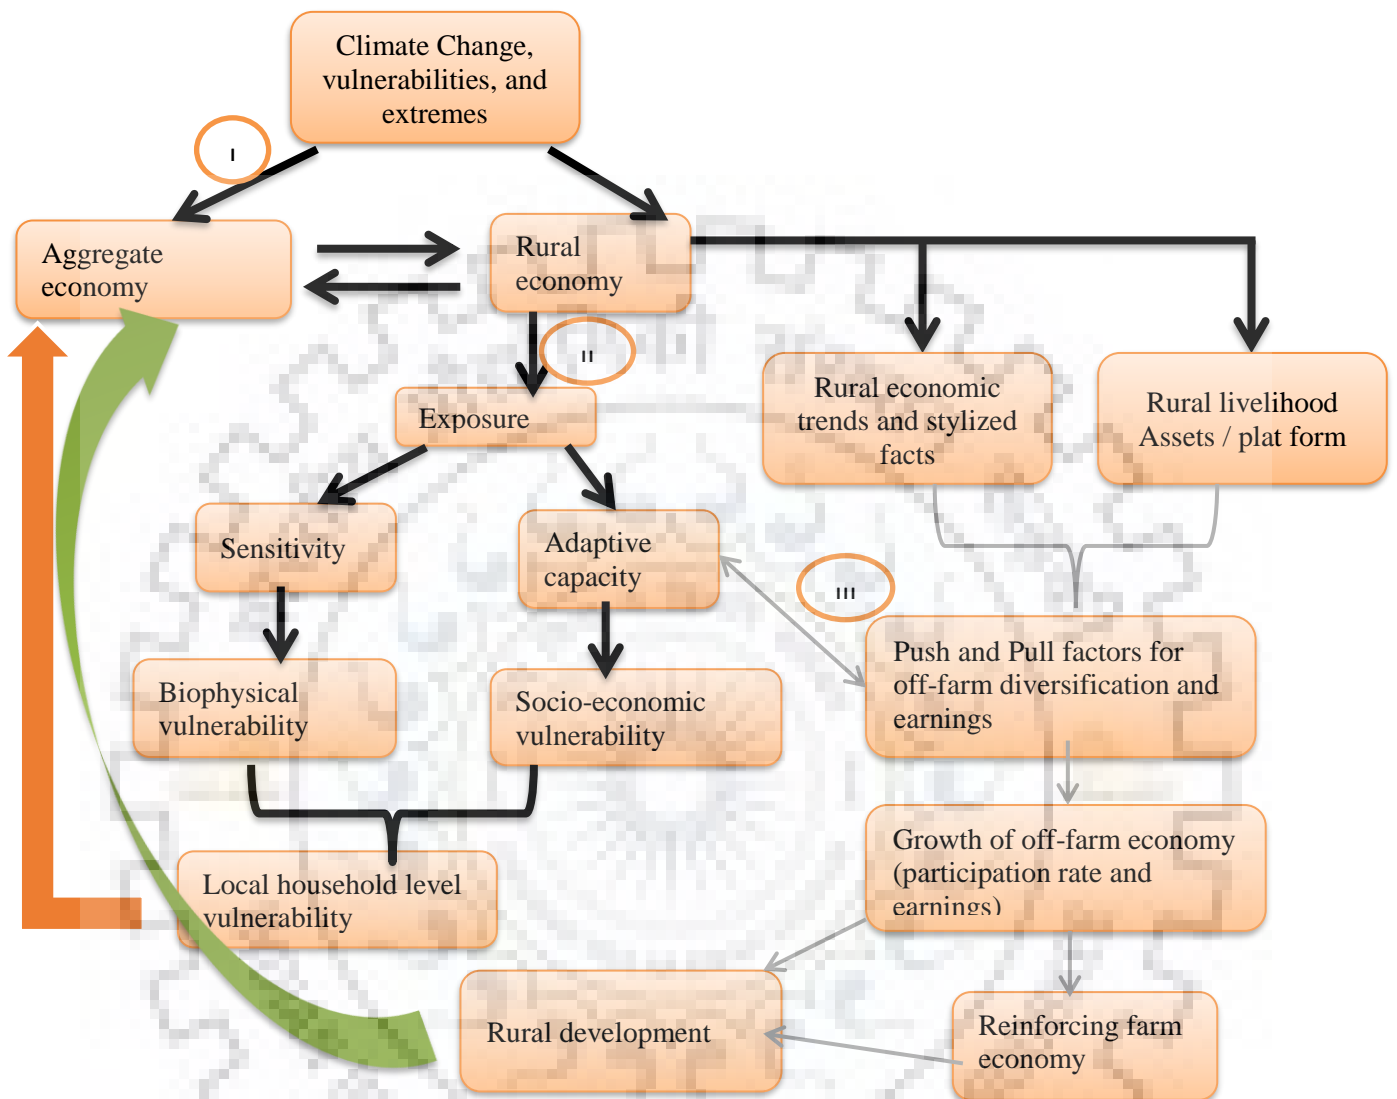 Climate Change,
vulnerabilities, and
extremes
I
Aggregate
economy
Rural
economy
II
Exposure
Rural economic
trends and stylized
facts
Rural livelihood
Assets / plat form
Sensitivity
Adaptive
capacity
III
Biophysical
vulnerability
Socio-economic
vulnerability
Push and Pull factors for
off-farm diversification and
earnings
Local household level
vulnerability
Growth of off-farm economy
(participation rate and
earnings)
Rural development
Reinforcing farm
economy